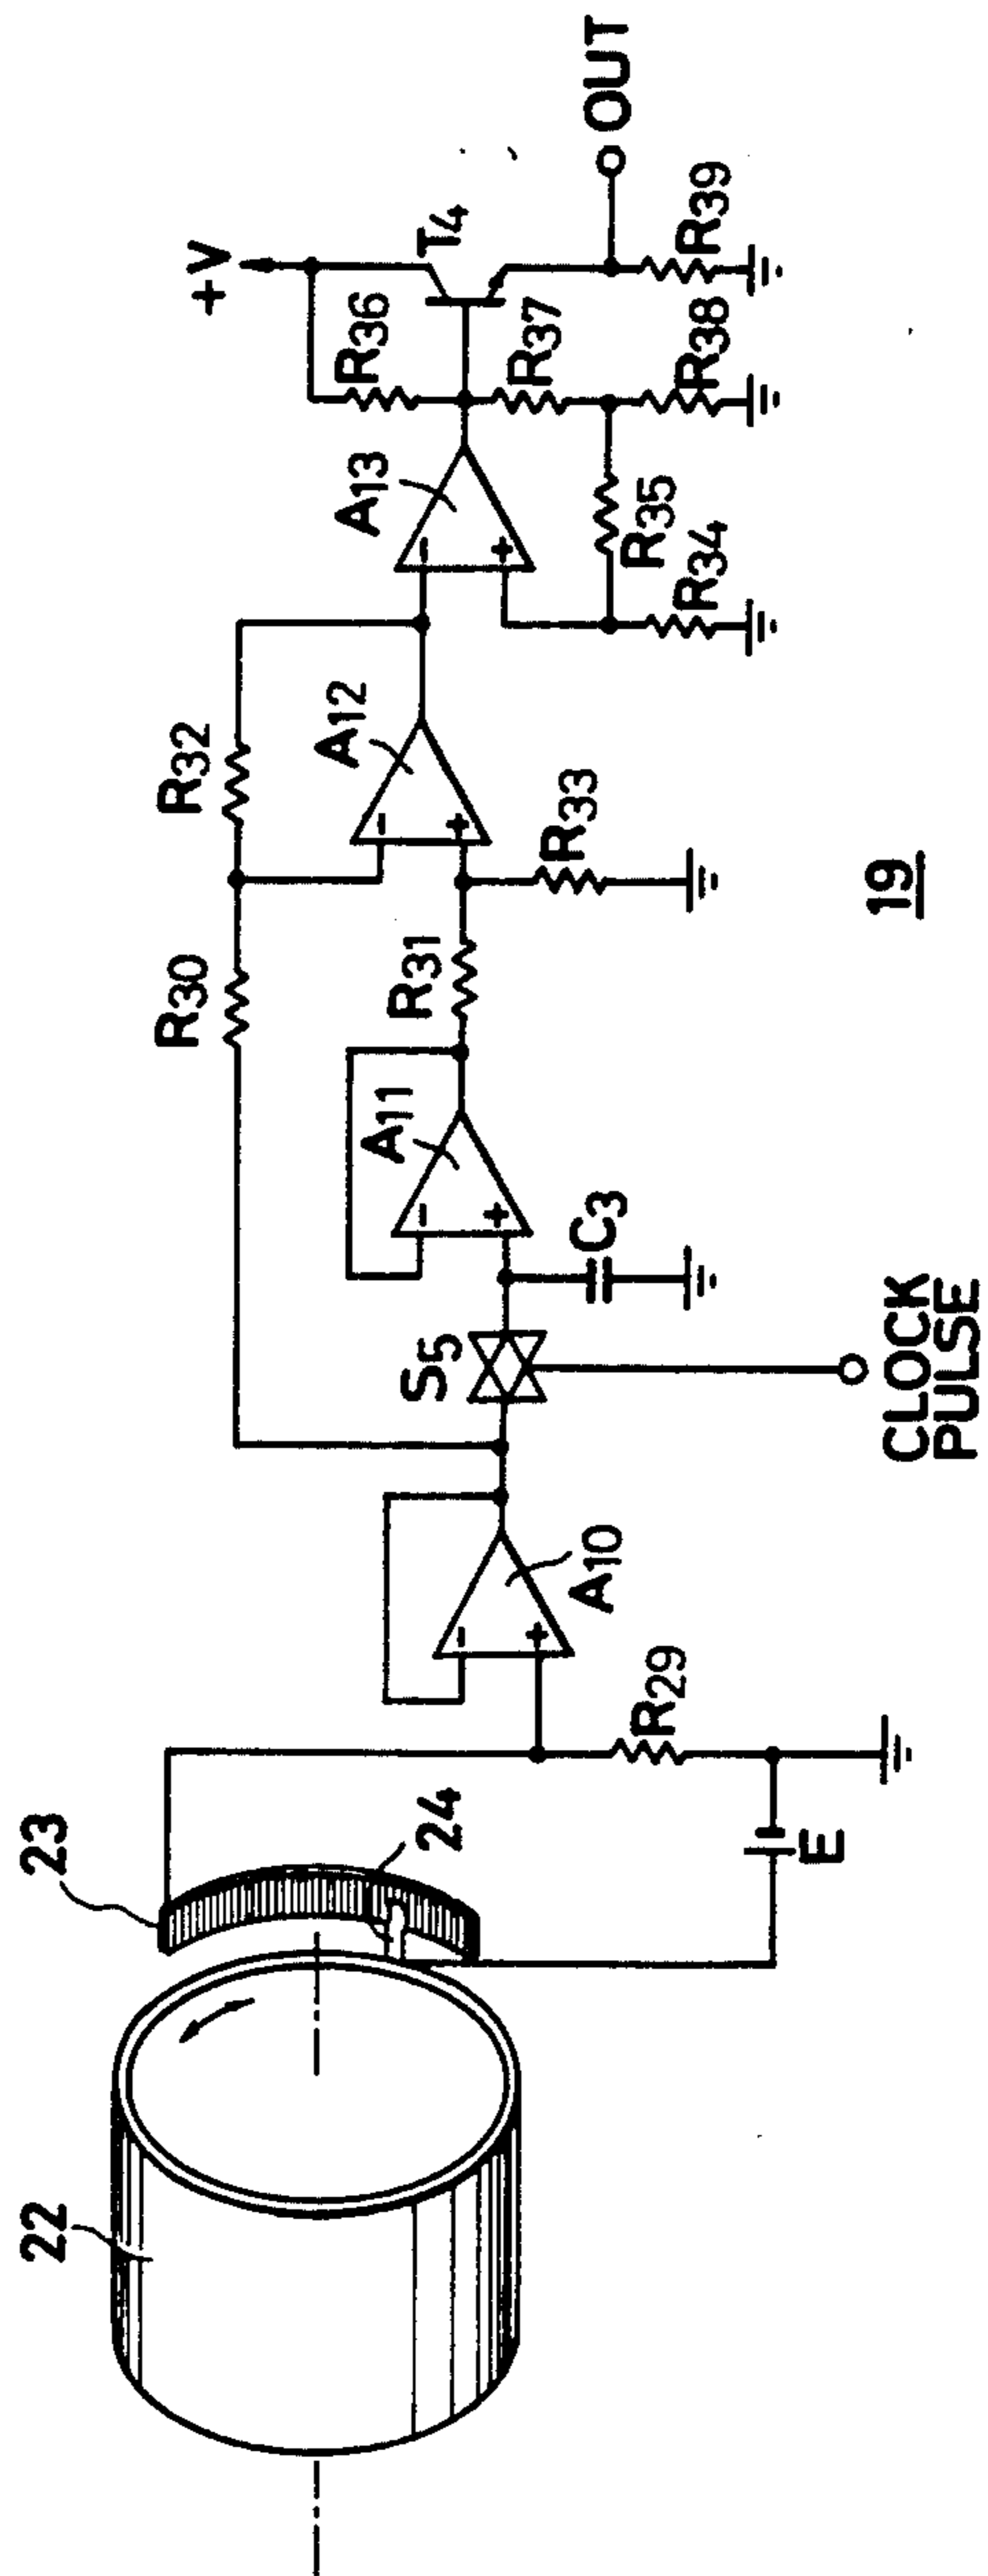 22
23
24
E
R29
A10
S5
CLOCK
PULSE
C3
A11
R30
R31
R32
R33
A12
A13
R34
R35
R36
R37
R38
R39
+V
T4
OUT
-
+
-
+
-
+
-
+
19